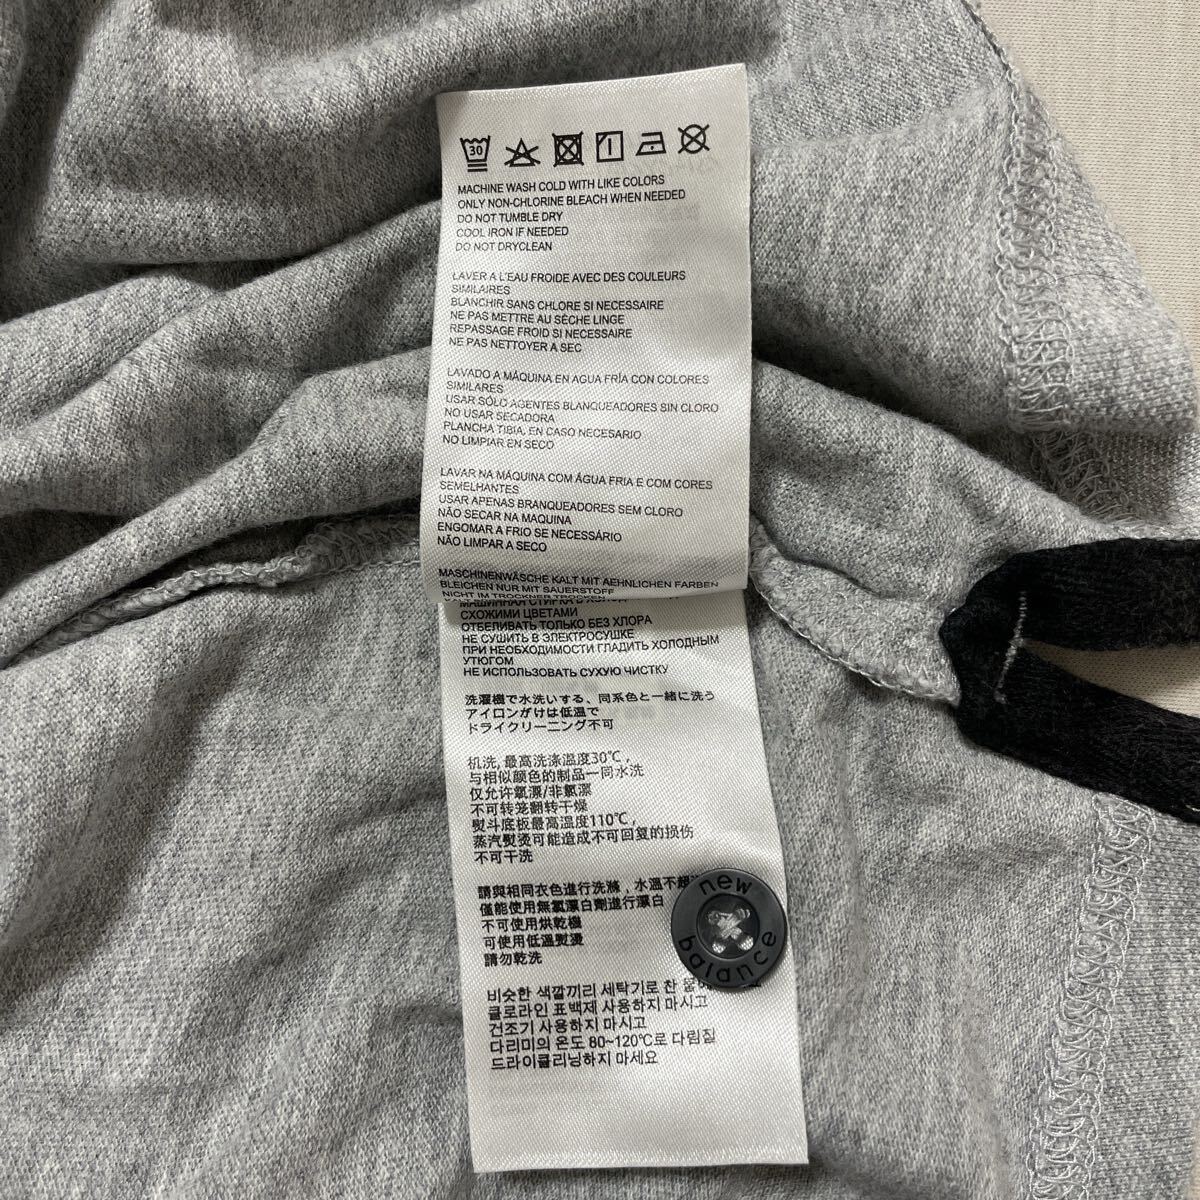 30
MACHINE WASH COLD WITH LIKE COLORS
ONLY NON-CHLORINE BLEACH WHEN NEEDED
DO NOT TUMBLE DRY
COOL IRON IF NEEDED
DO NOT DRYCLEAN
LAVER A L'EAU FROIDE AVEC DES COULEURS
SIMILAIRES
BLANCHIR SANS CHLORE SI NECESSAIRE
NE PAS METTRE AU SÈCHE LINGE
REPASSAGE FROID SI NECESSAIRE
NE PAS NETTOYER A SEC
LAVADO A MÁQUINA EN AGUA FRÍA CON COLORES
SIMILARES
USAR SÓLO AGENTES BLANQUEADORES SIN CLORO
NO USAR SECADORA
PLANCHA TIBIA, EN CASO NECESARIO
NO LIMPIAR EN SECO
LAVAR NA MÁQUINA COM ÁGUA FRIA E COM CORES
SEMELHANTES
USAR APENAS BRANQUEADORES SEM CLORO
NÃO SECAR NA MAQUINA
ENGOMAR A FRIO SE NECESSÁRIO
NÃO LIMPAR A SECO
MASCHINENWÄSCHE KALT MIT AEHNLICHEN FARBEN
BLEICHEN NUR MIT SAUERSTOFF
NICHT IM TROCKNER TROCKNEN
МАШИННАЯ СТИРКА В
СХОЖИМИ ЦВЕТАМИ
ОТБЕЛИВАТЬ ТОЛЬКО БЕЗ ХЛОРА
НЕ СУШИТЬ В ЭЛЕКТРОСУШКЕ
ПРИ НЕОБХОДИМОСТИ ГЛАДИТЬ ХОЛОДНЫМ
УТЮГОМ
НЕ ИСПОЛЬЗОВАТЬ СУХУЮ ЧИСТКУ
洗濯機で水洗いする、同系色と一緒に洗う
アイロンがけは低温で
ドライクリーニング不可
机洗, 最高洗涤温度30℃,
与相似颜色的制品一同水洗
仅允许氧漂/非氯漂
不可转笼翻转干燥
熨斗底板最高温度110℃,
蒸汽熨烫可能造成不可回复的损伤
不可干洗
請與相同衣色進行洗滌，水溫不超
僅能使用無氯漂白劑進行漂白
不可使用烘乾機
可使用低溫熨燙
請勿乾洗
new
balance
비슷한 색깔끼리 세탁기로 찬 물에
클로라인 표백제 사용하지 마시고
건조기 사용하지 마시고
다리미의 온도 80~120℃로 다림질
드라이클리닝하지 마세요